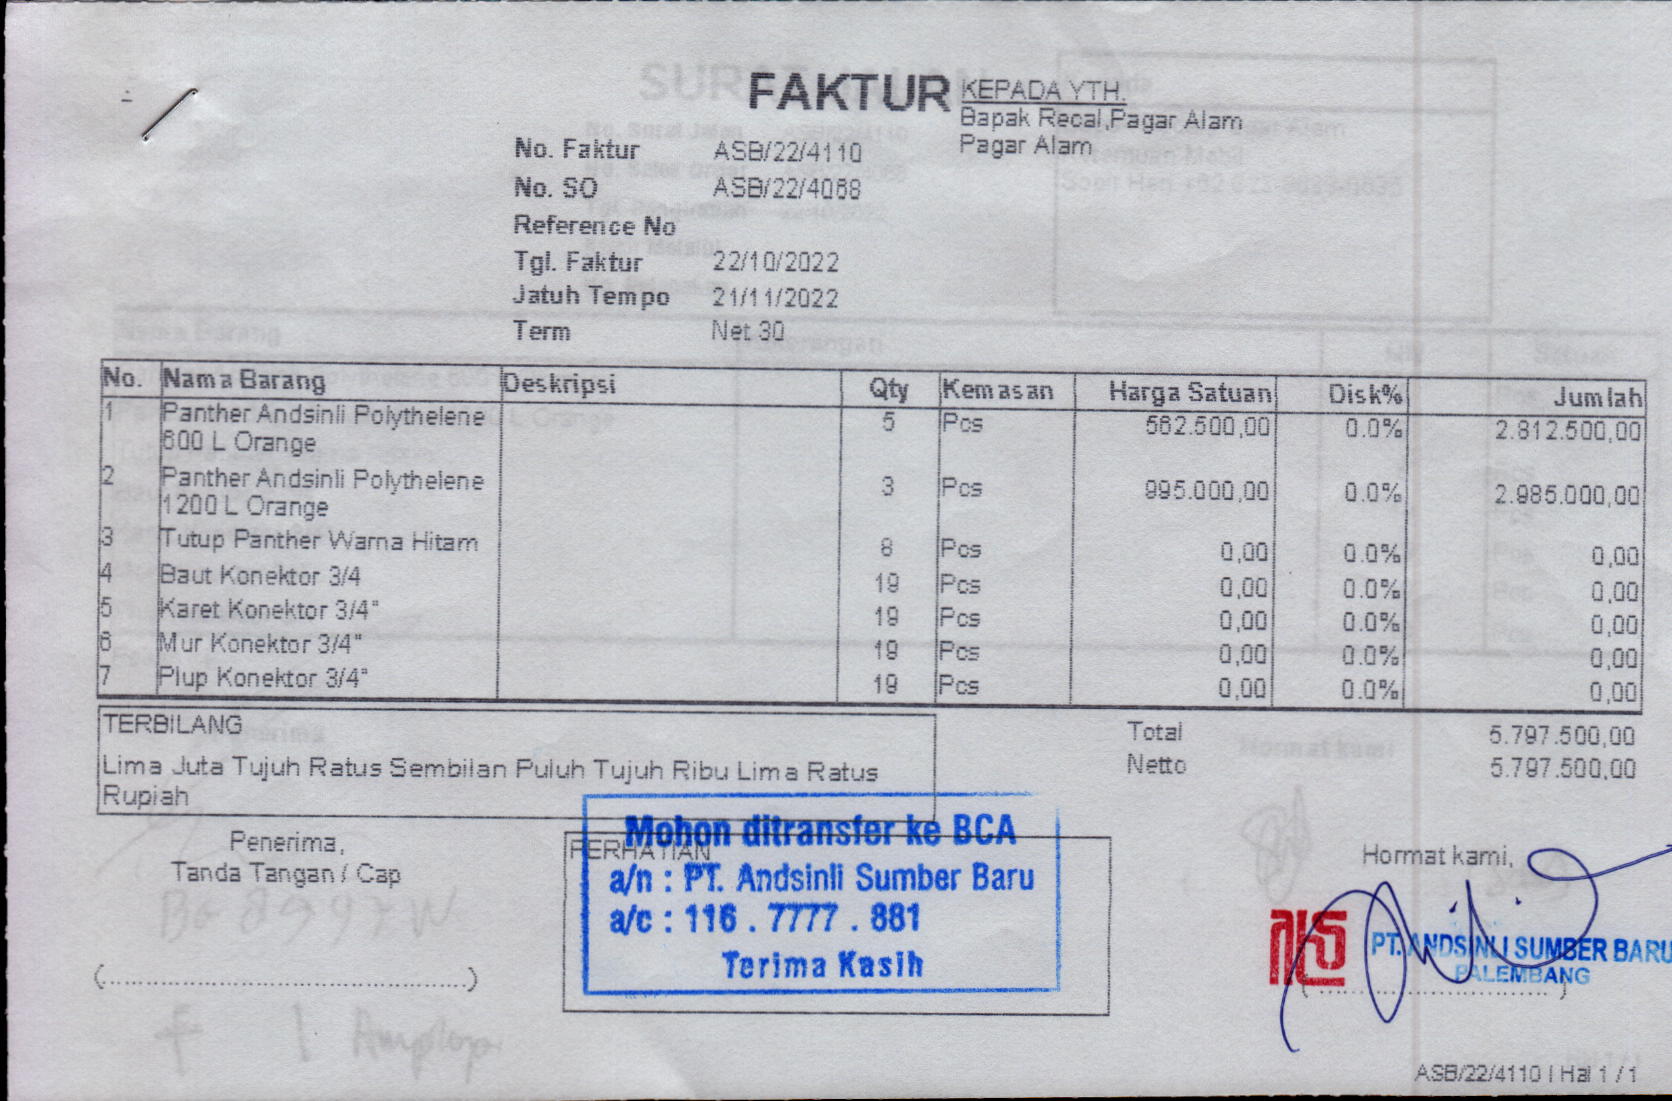 FAKTUR
KEPADA YTH.
Bapak Recal,Pagar Alam
Pagar Alam
No. Faktur ASB/22/4110
No. SO ASB/22/4068
Reference No
Tgl. Faktur 22/10/2022
Jatuh Tempo 21/11/2022
Term Net 30
No. Nama Barang Deskripsi Qty Kemasan Harga Satuan Disk% Jumlah
1 Panther Andsinli Polythelene 5 Pcs 562.500,00 0.0% 2.812.500,00
600 L Orange
2 Panther Andsinli Polythelene 3 Pcs 995.000,00 0.0% 2.985.000,00
1200 L Orange
3 Tutup Panther Warna Hitam 8 Pcs 0,00 0.0% 0,00
4 Baut Konektor 3/4 19 Pcs 0,00 0.0% 0,00
5 Karet Konektor 3/4" 19 Pcs 0,00 0.0% 0,00
6 Mur Konektor 3/4" 19 Pcs 0,00 0.0% 0,00
7 Plup Konektor 3/4" 19 Pcs 0,00 0.0% 0,00
TERBILANG
Lima Juta Tujuh Ratus Sembilan Puluh Tujuh Ribu Lima Ratus
Rupiah
Total 5.797.500,00
Netto 5.797.500,00
Penerima,
Tanda Tangan / Cap
BG 8997 W
(..............................................)
f 1 Amplop
PERHATIAN
Mohon ditransfer ke BCA
a/n : PT. Andsinli Sumber Baru
a/c : 116 . 7777 . 881
Terima Kasih
Hormat kami,
PT. ANDSINLI SUMBER BARU
PALEMBANG
(..............................)
ASB/22/4110 | Hal 1 / 1